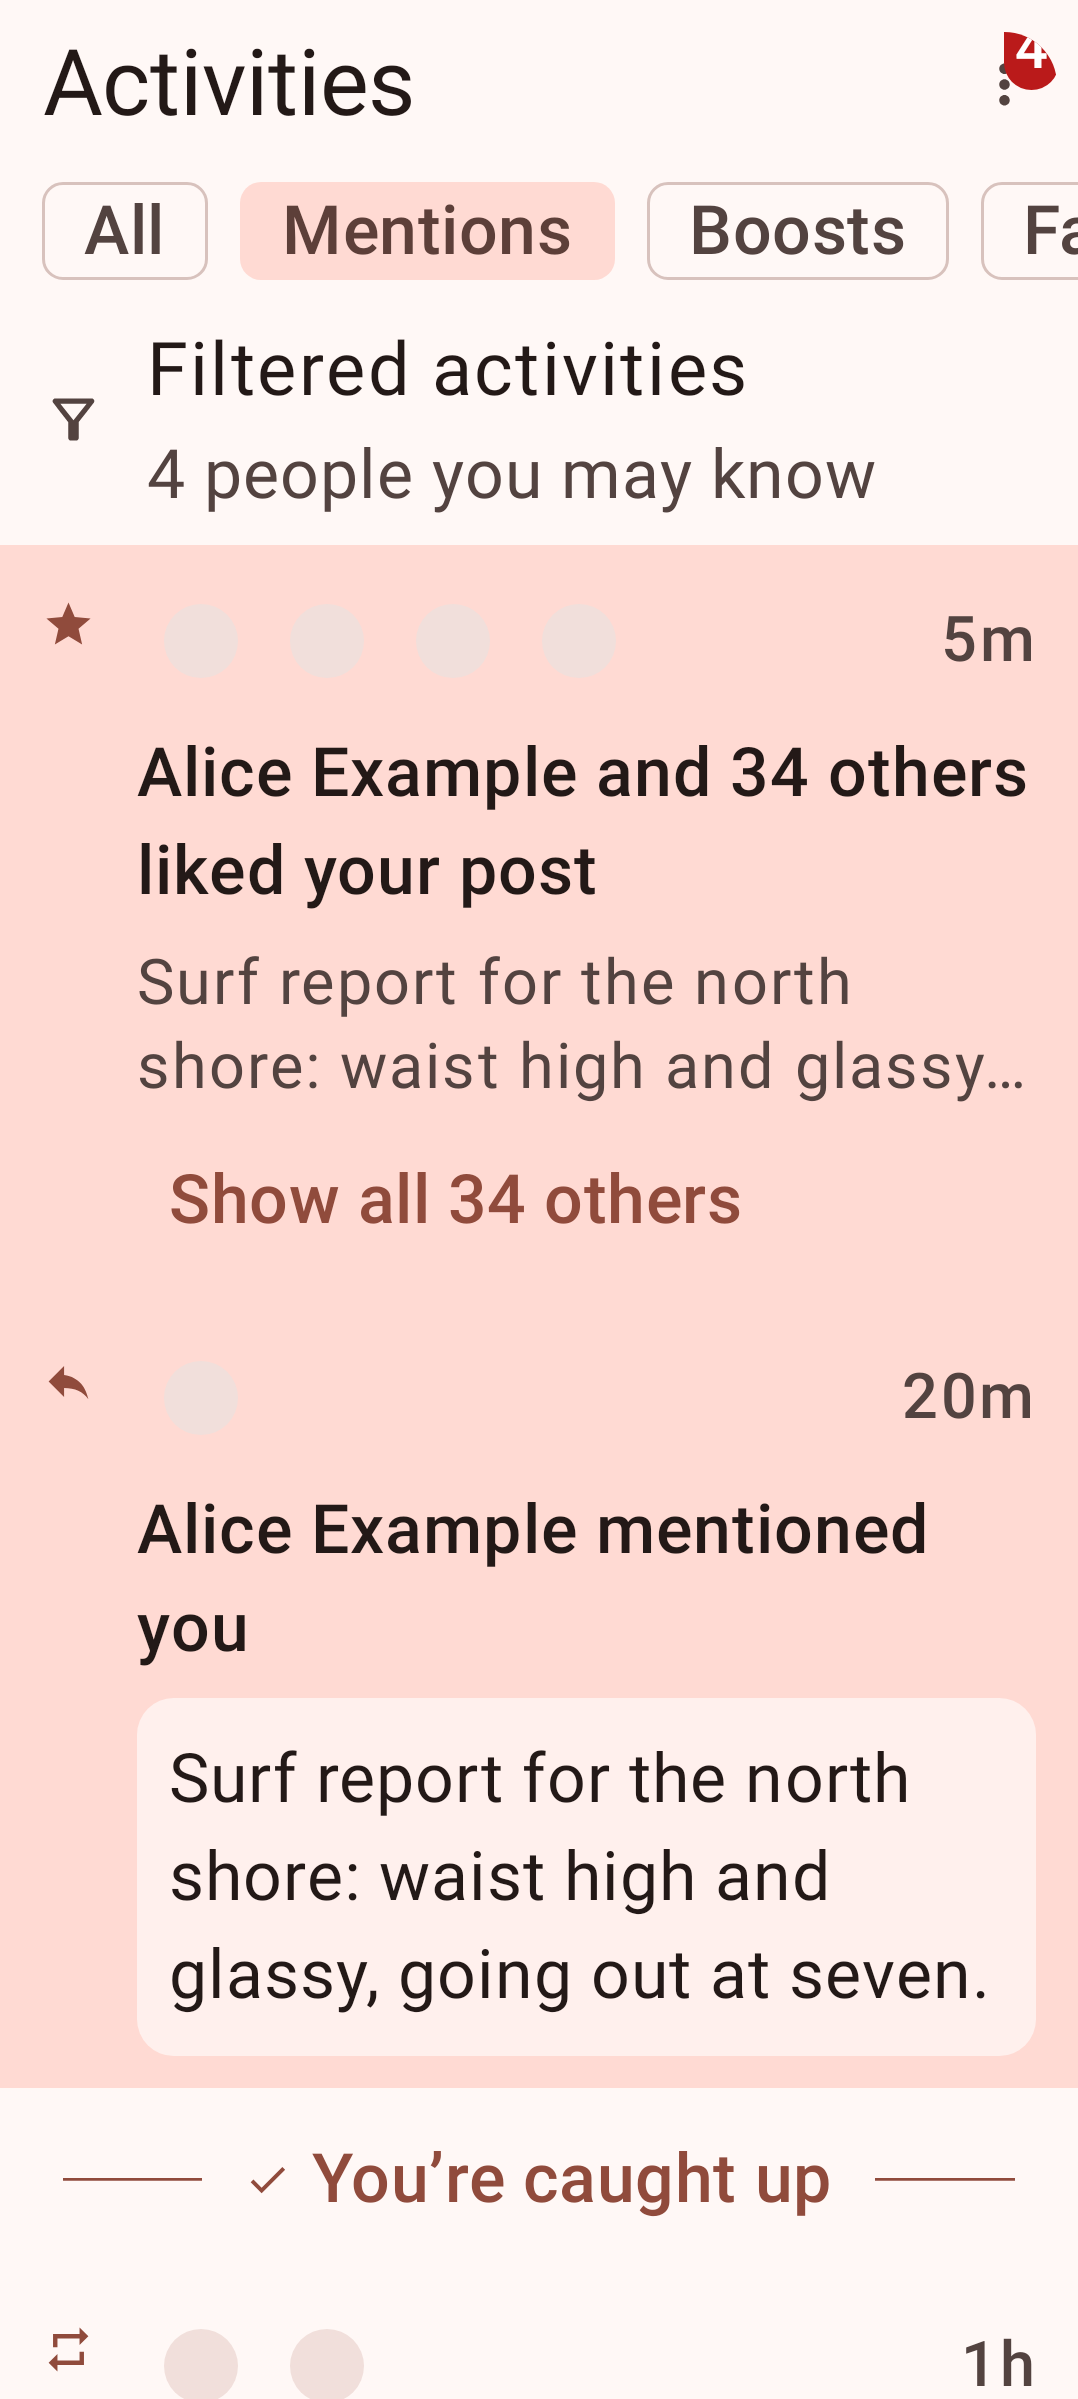 Activities
4
All
Mentions
Boosts
Fa
Filtered activities
4 people you may know
5m
Alice Example and 34 others
liked your post
Surf report for the north
shore: waist high and glassy…
Show all 34 others
20m
Alice Example mentioned
you
Surf report for the north
shore: waist high and
glassy, going out at seven.
You’re caught up
1h